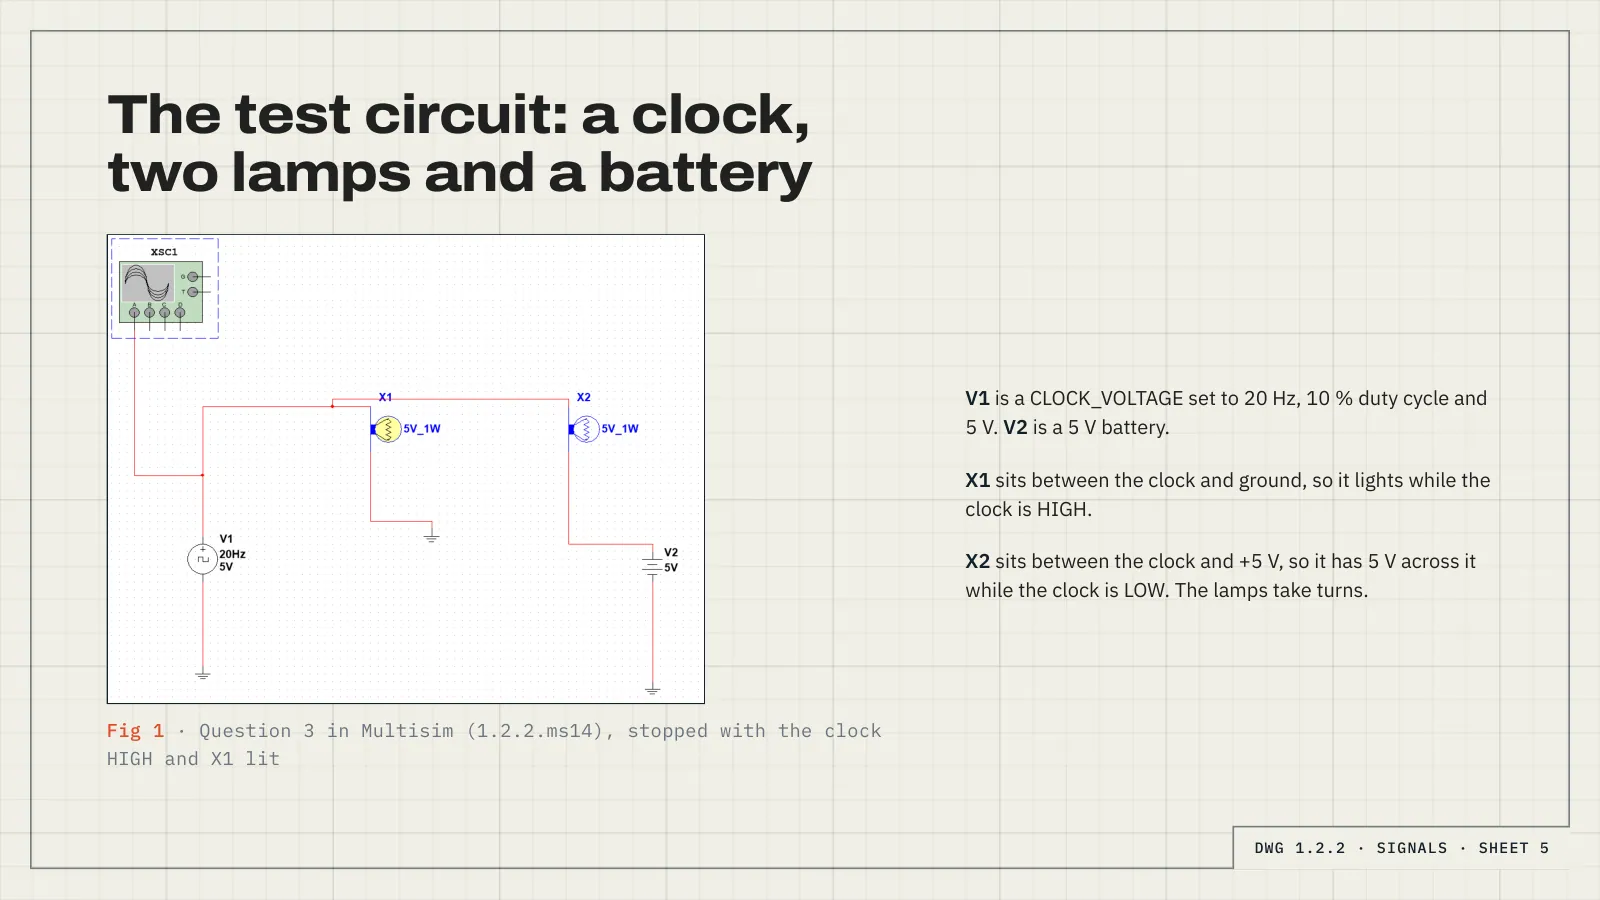 The test circuit: a clock,
two lamps and a battery
XSC1
G
T
A B C D
X1
5V_1W
X2
5V_1W
V1
20Hz
5V
V2
5V
Fig 1 · Question 3 in Multisim (1.2.2.ms14), stopped with the clock
HIGH and X1 lit
V1 is a CLOCK_VOLTAGE set to 20 Hz, 10 % duty cycle and
5 V. V2 is a 5 V battery.
X1 sits between the clock and ground, so it lights while the
clock is HIGH.
X2 sits between the clock and +5 V, so it has 5 V across it
while the clock is LOW. The lamps take turns.
DWG 1.2.2 · SIGNALS · SHEET 5